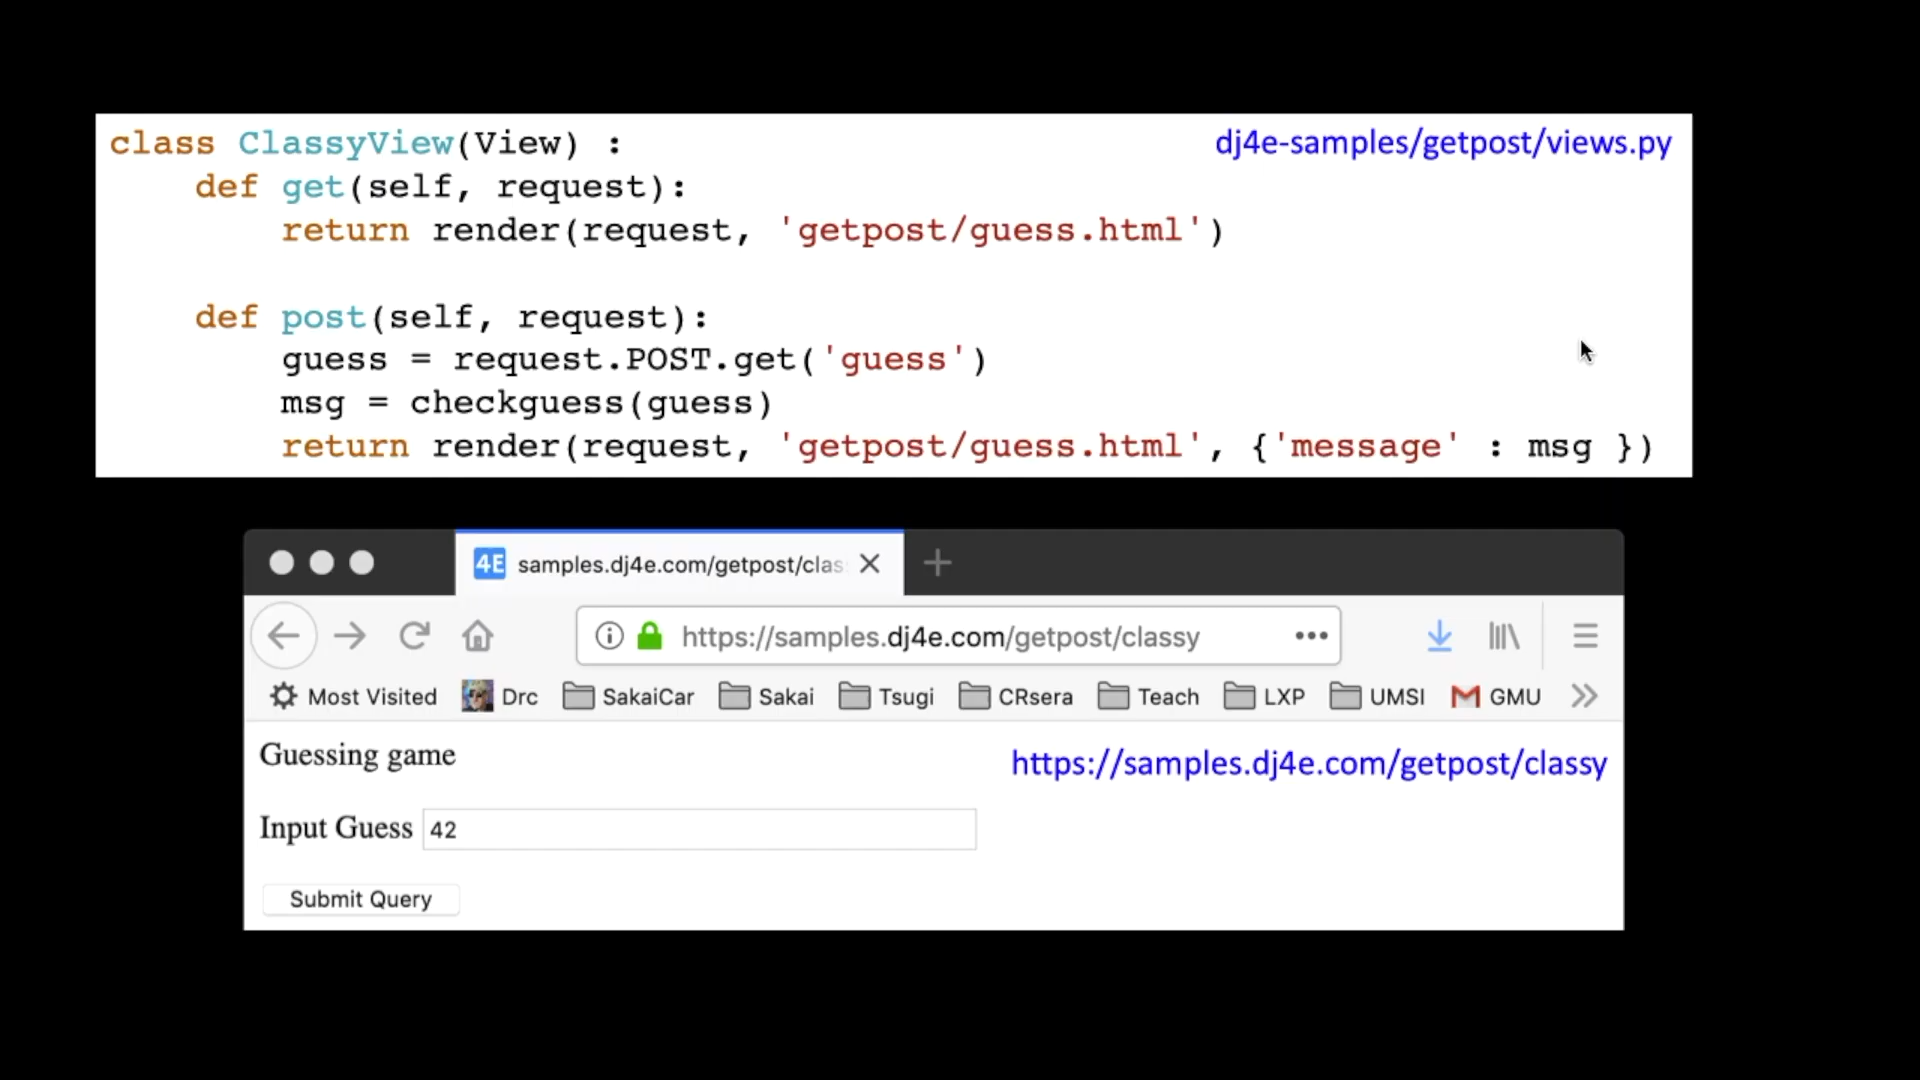 class ClassyView(View) :
dj4e-samples/getpost/views.py
def get(self, request):
return render(request, 'getpost/guess.html')
def post(self, request):
guess = request.POST.get('guess')
msg = checkguess(guess)
return render(request, 'getpost/guess.html', {'message' : msg })
4E samples.dj4e.com/getpost/clas
https://samples.dj4e.com/getpost/classy
Most Visited Drc SakaiCar Sakai Tsugi CRsera Teach LXP UMSI GMU
Guessing game
https://samples.dj4e.com/getpost/classy
Input Guess 42
Submit Query